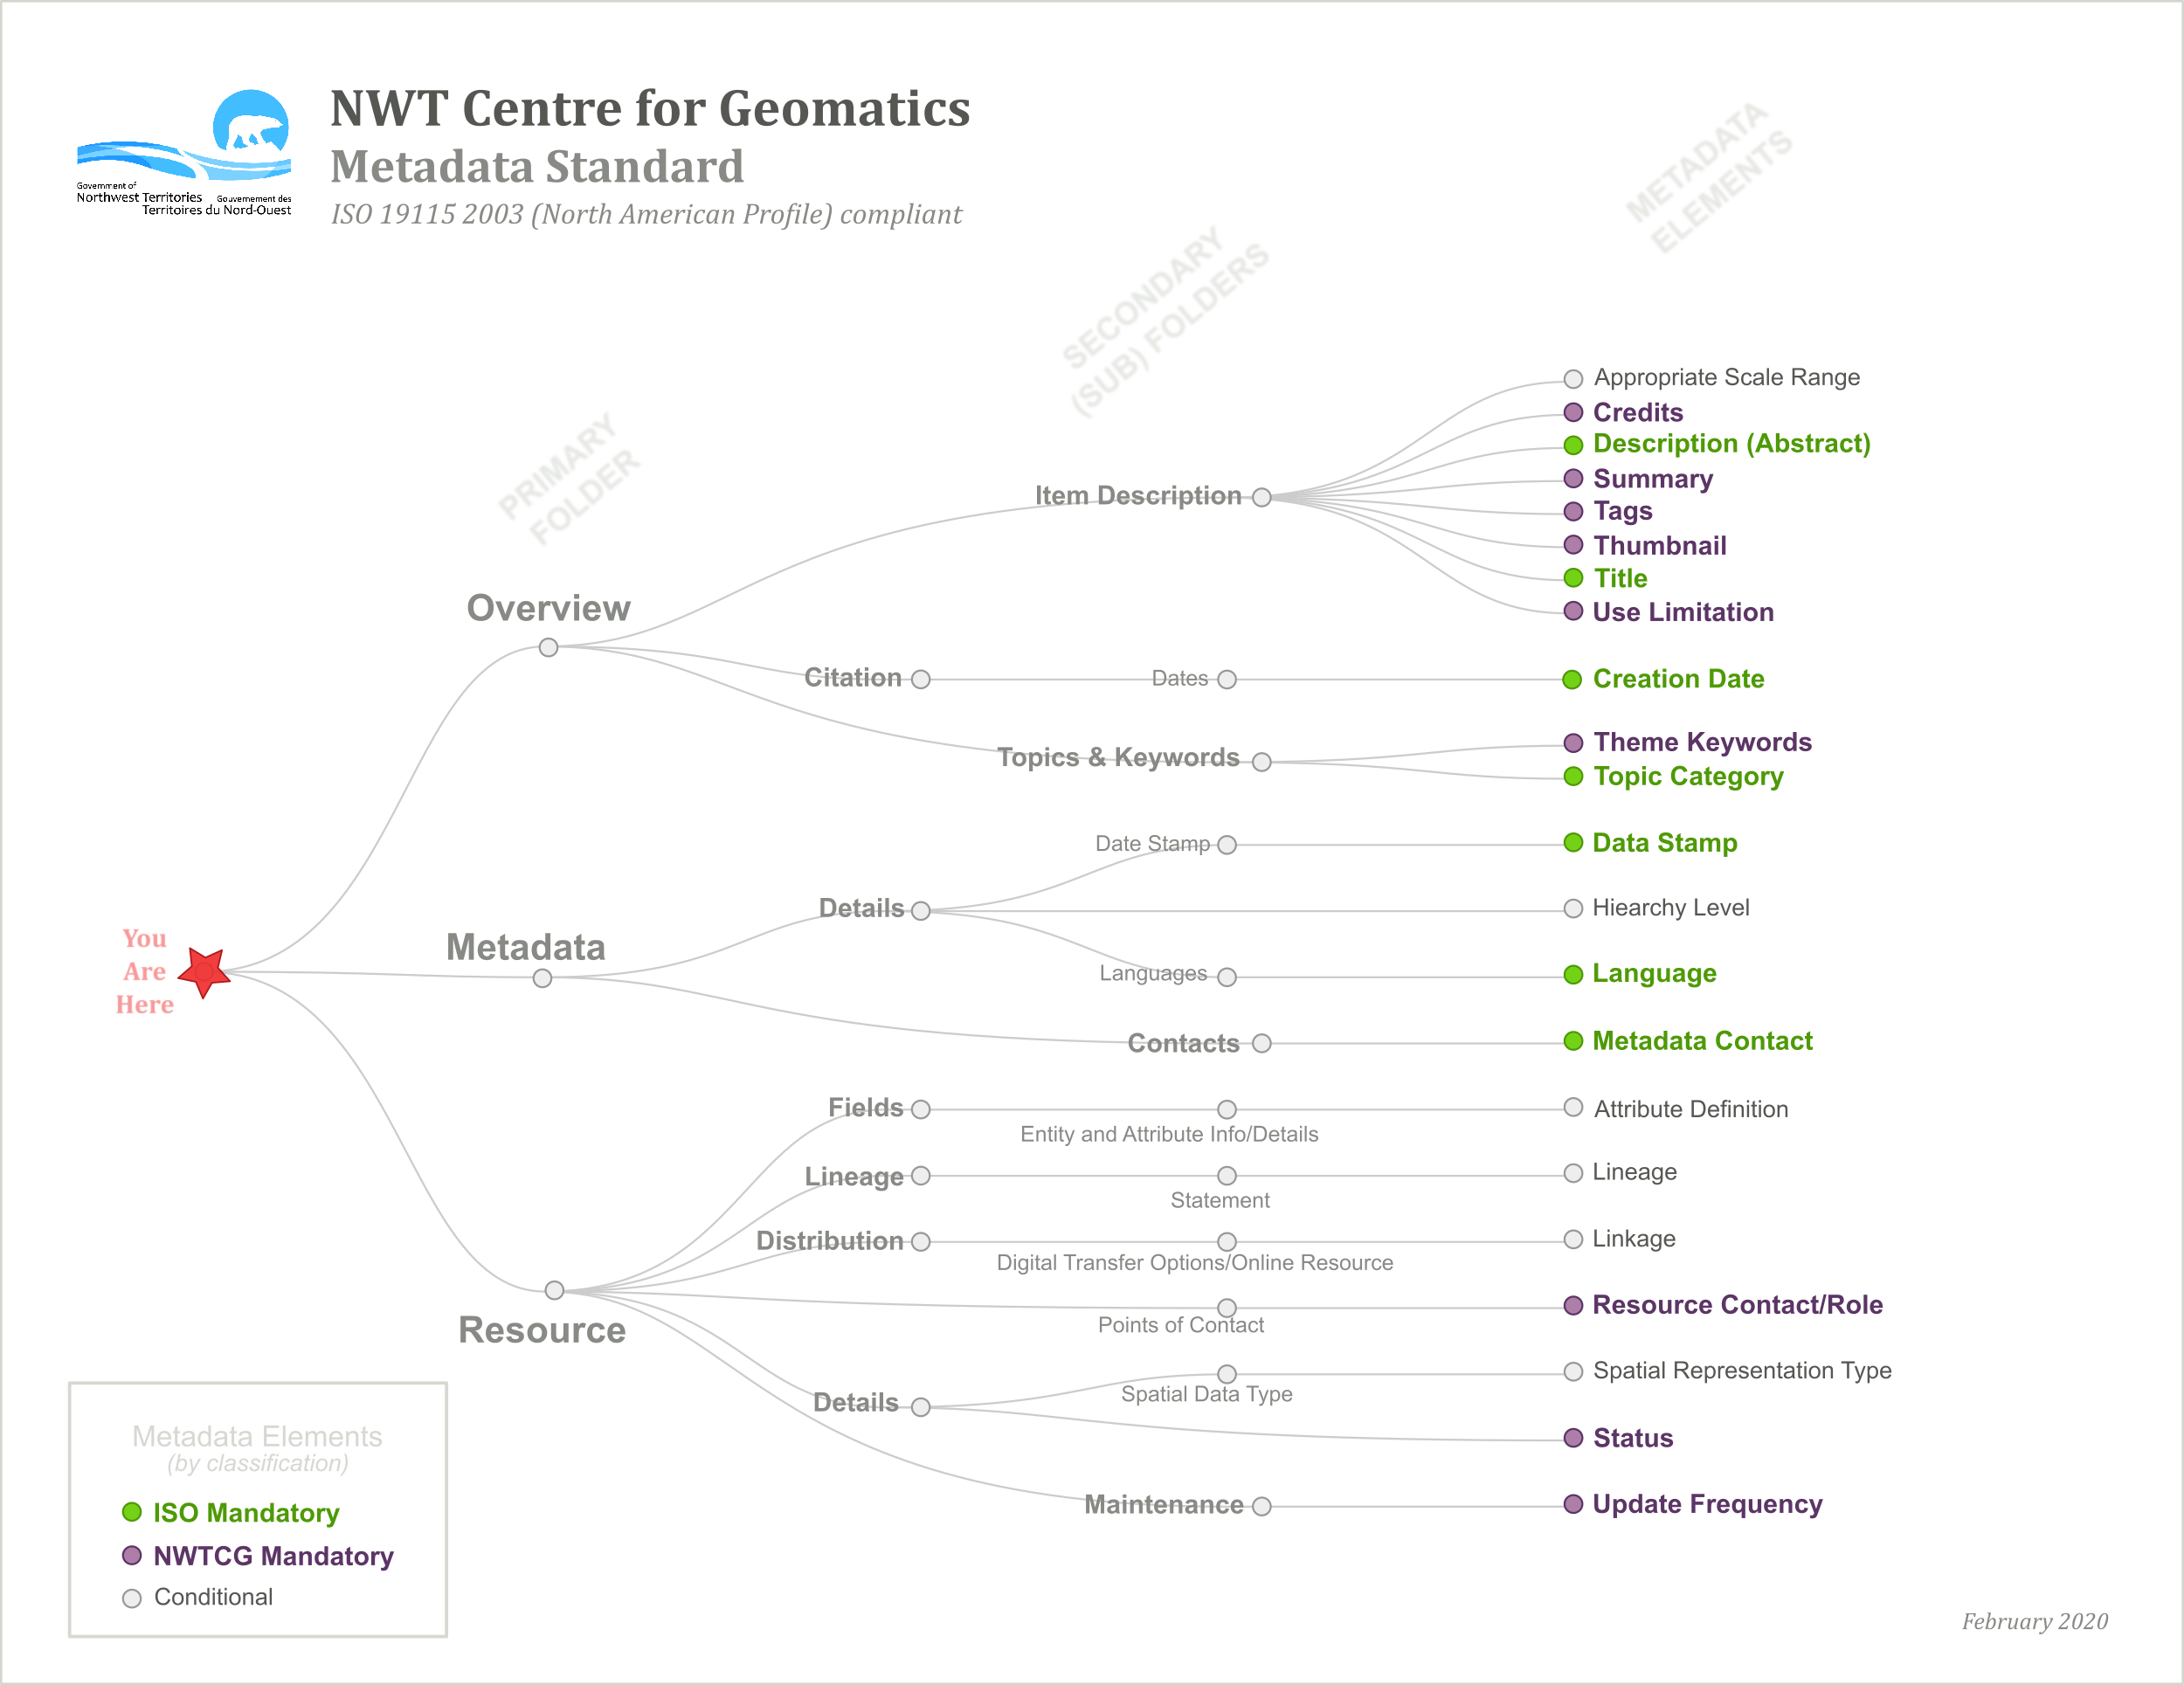 NWT Centre for Geomatics
Metadata Standard
ISO 19115 2003 (North American Profile) compliant
Government of
Northwest Territories
Gouvernement des
Territoires du Nord-Ouest
METADATA
ELEMENTS
SECONDARY
(SUB) FOLDERS
PRIMARY
FOLDER
Appropriate Scale Range
Credits
Description (Abstract)
Summary
Item Description
Tags
Thumbnail
Title
Overview
Use Limitation
Citation
Dates
Creation Date
Theme Keywords
Topics & Keywords
Topic Category
Date Stamp
Data Stamp
Details
Hiearchy Level
You
Are
Here
Metadata
Languages
Language
Contacts
Metadata Contact
Fields
Entity and Attribute Info/Details
Attribute Definition
Lineage
Statement
Lineage
Distribution
Digital Transfer Options/Online Resource
Linkage
Resource
Points of Contact
Resource Contact/Role
Details
Spatial Data Type
Spatial Representation Type
Status
Maintenance
Update Frequency
Metadata Elements
(by classification)
ISO Mandatory
NWTCG Mandatory
Conditional
February 2020